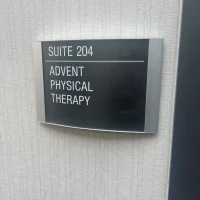 SUITE 204
ADVENT
PHYSICAL
THERAPY